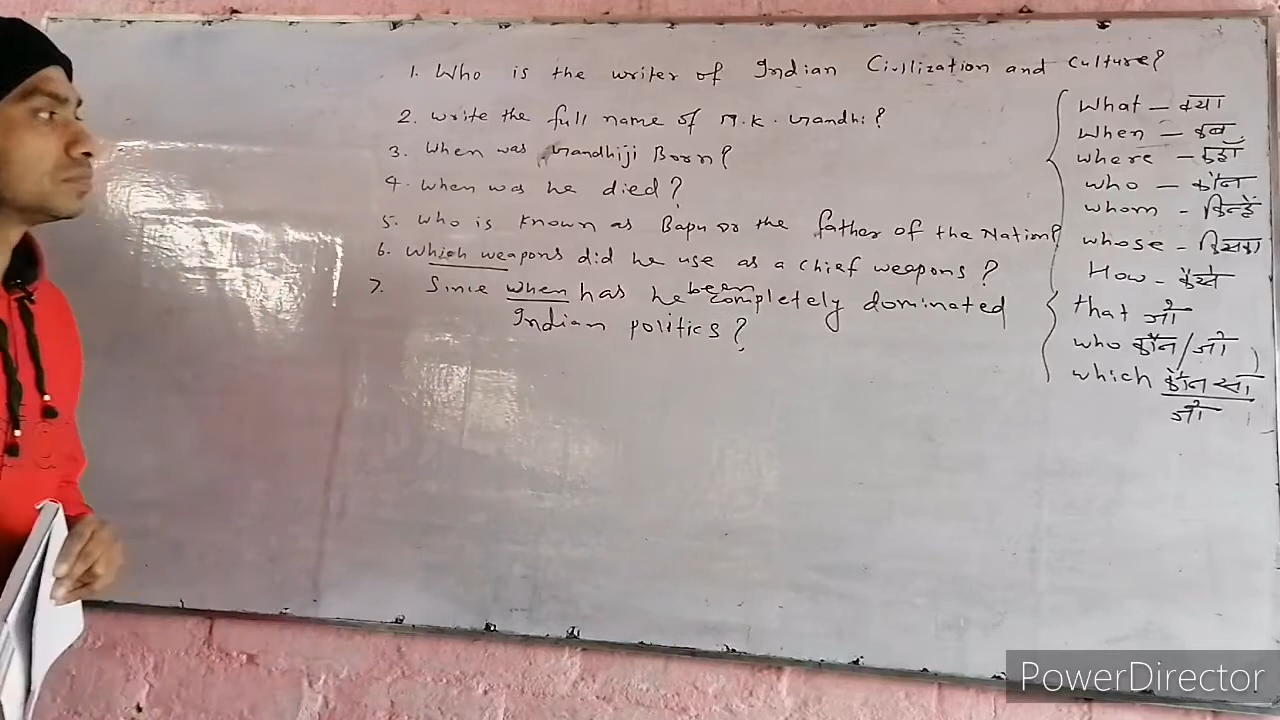 1. Who is the writer of Indian Civilization and Culture?
2. write the full name of M.K. Gandhi?
3. When was Gandhiji Born?
4. When was he died?
5. who is known as Bapu or the father of the Nation?
6. Which weapons did he use as a chief weapons?
7. Since when has he been completely dominated
Indian politics?
What – क्या
When – कब
where – कहाँ
who – कौन
whom - किन्हें
whose - किसका
How - कैसे
that जो
who कौन/जो
which कौन सा
जो
PowerDirector